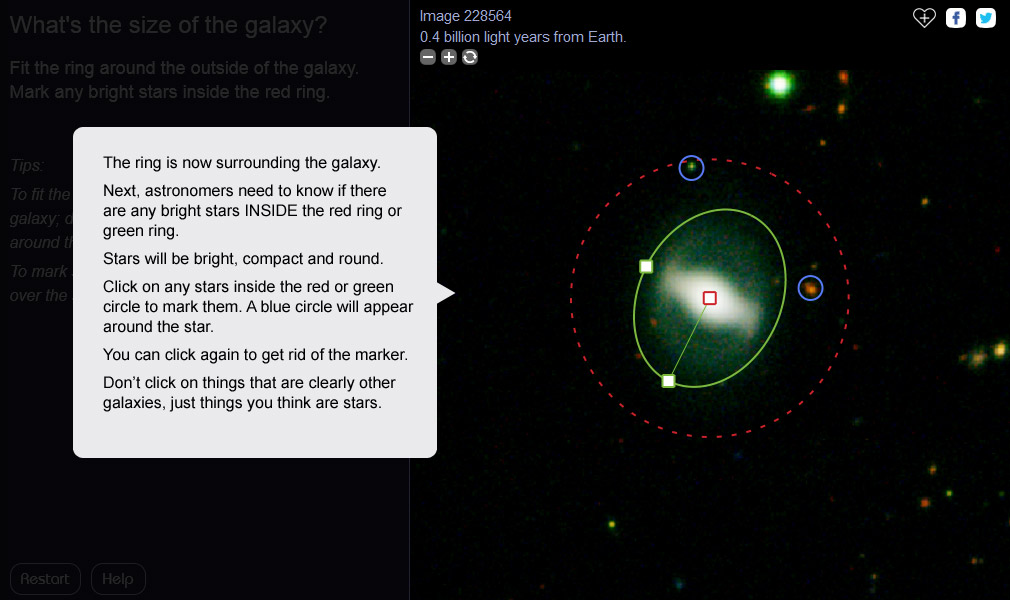 What's the size of the galaxy?
Fit the ring around the outside of the galaxy.
Mark any bright stars inside the red ring.
Tips:
To fit the
galaxy; d
around th
To mark
over the
The ring is now surrounding the galaxy.
Next, astronomers need to know if there
are any bright stars INSIDE the red ring or
green ring.
Stars will be bright, compact and round.
Click on any stars inside the red or green
circle to mark them. A blue circle will appear
around the star.
You can click again to get rid of the marker.
Don’t click on things that are clearly other
galaxies, just things you think are stars.
Restart
Help
Image 228564
0.4 billion light years from Earth.